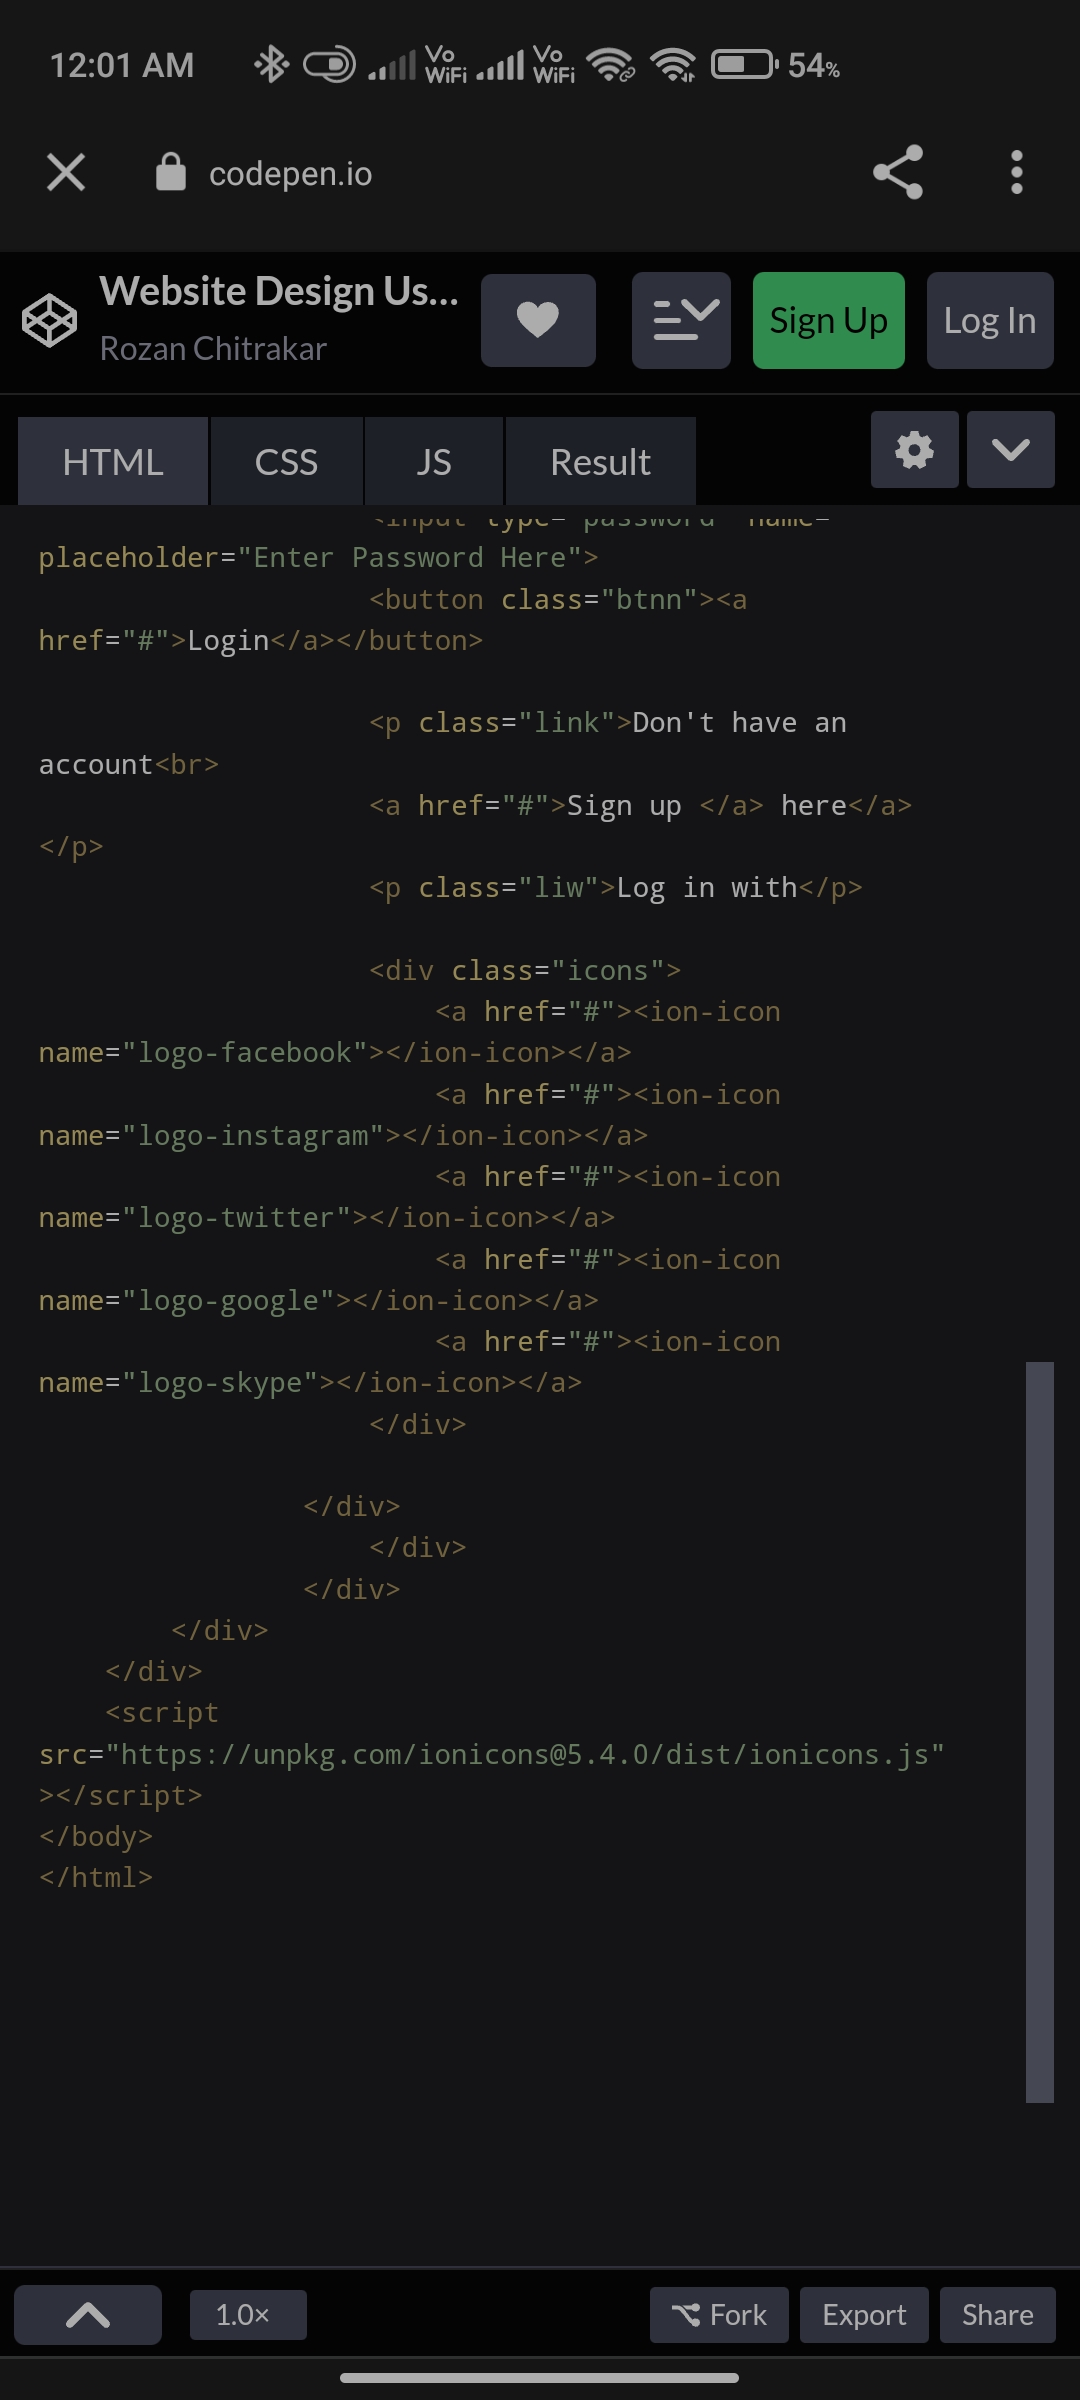 12:01 AM Vo WiFi Vo WiFi 54%
codepen.io
Website Design Us...
Rozan Chitrakar
Sign Up
Log In
HTML CSS JS Result
<input type="password" name=
placeholder="Enter Password Here">
<button class="btnn"><a
href="#">Login</a></button>
<p class="link">Don't have an
account<br>
<a href="#">Sign up </a> here</a>
</p>
<p class="liw">Log in with</p>
<div class="icons">
<a href="#"><ion-icon
name="logo-facebook"></ion-icon></a>
<a href="#"><ion-icon
name="logo-instagram"></ion-icon></a>
<a href="#"><ion-icon
name="logo-twitter"></ion-icon></a>
<a href="#"><ion-icon
name="logo-google"></ion-icon></a>
<a href="#"><ion-icon
name="logo-skype"></ion-icon></a>
</div>
</div>
</div>
</div>
</div>
</div>
<script
src="https://unpkg.com/ionicons@5.4.0/dist/ionicons.js"
></script>
</body>
</html>
1.0× Fork Export Share